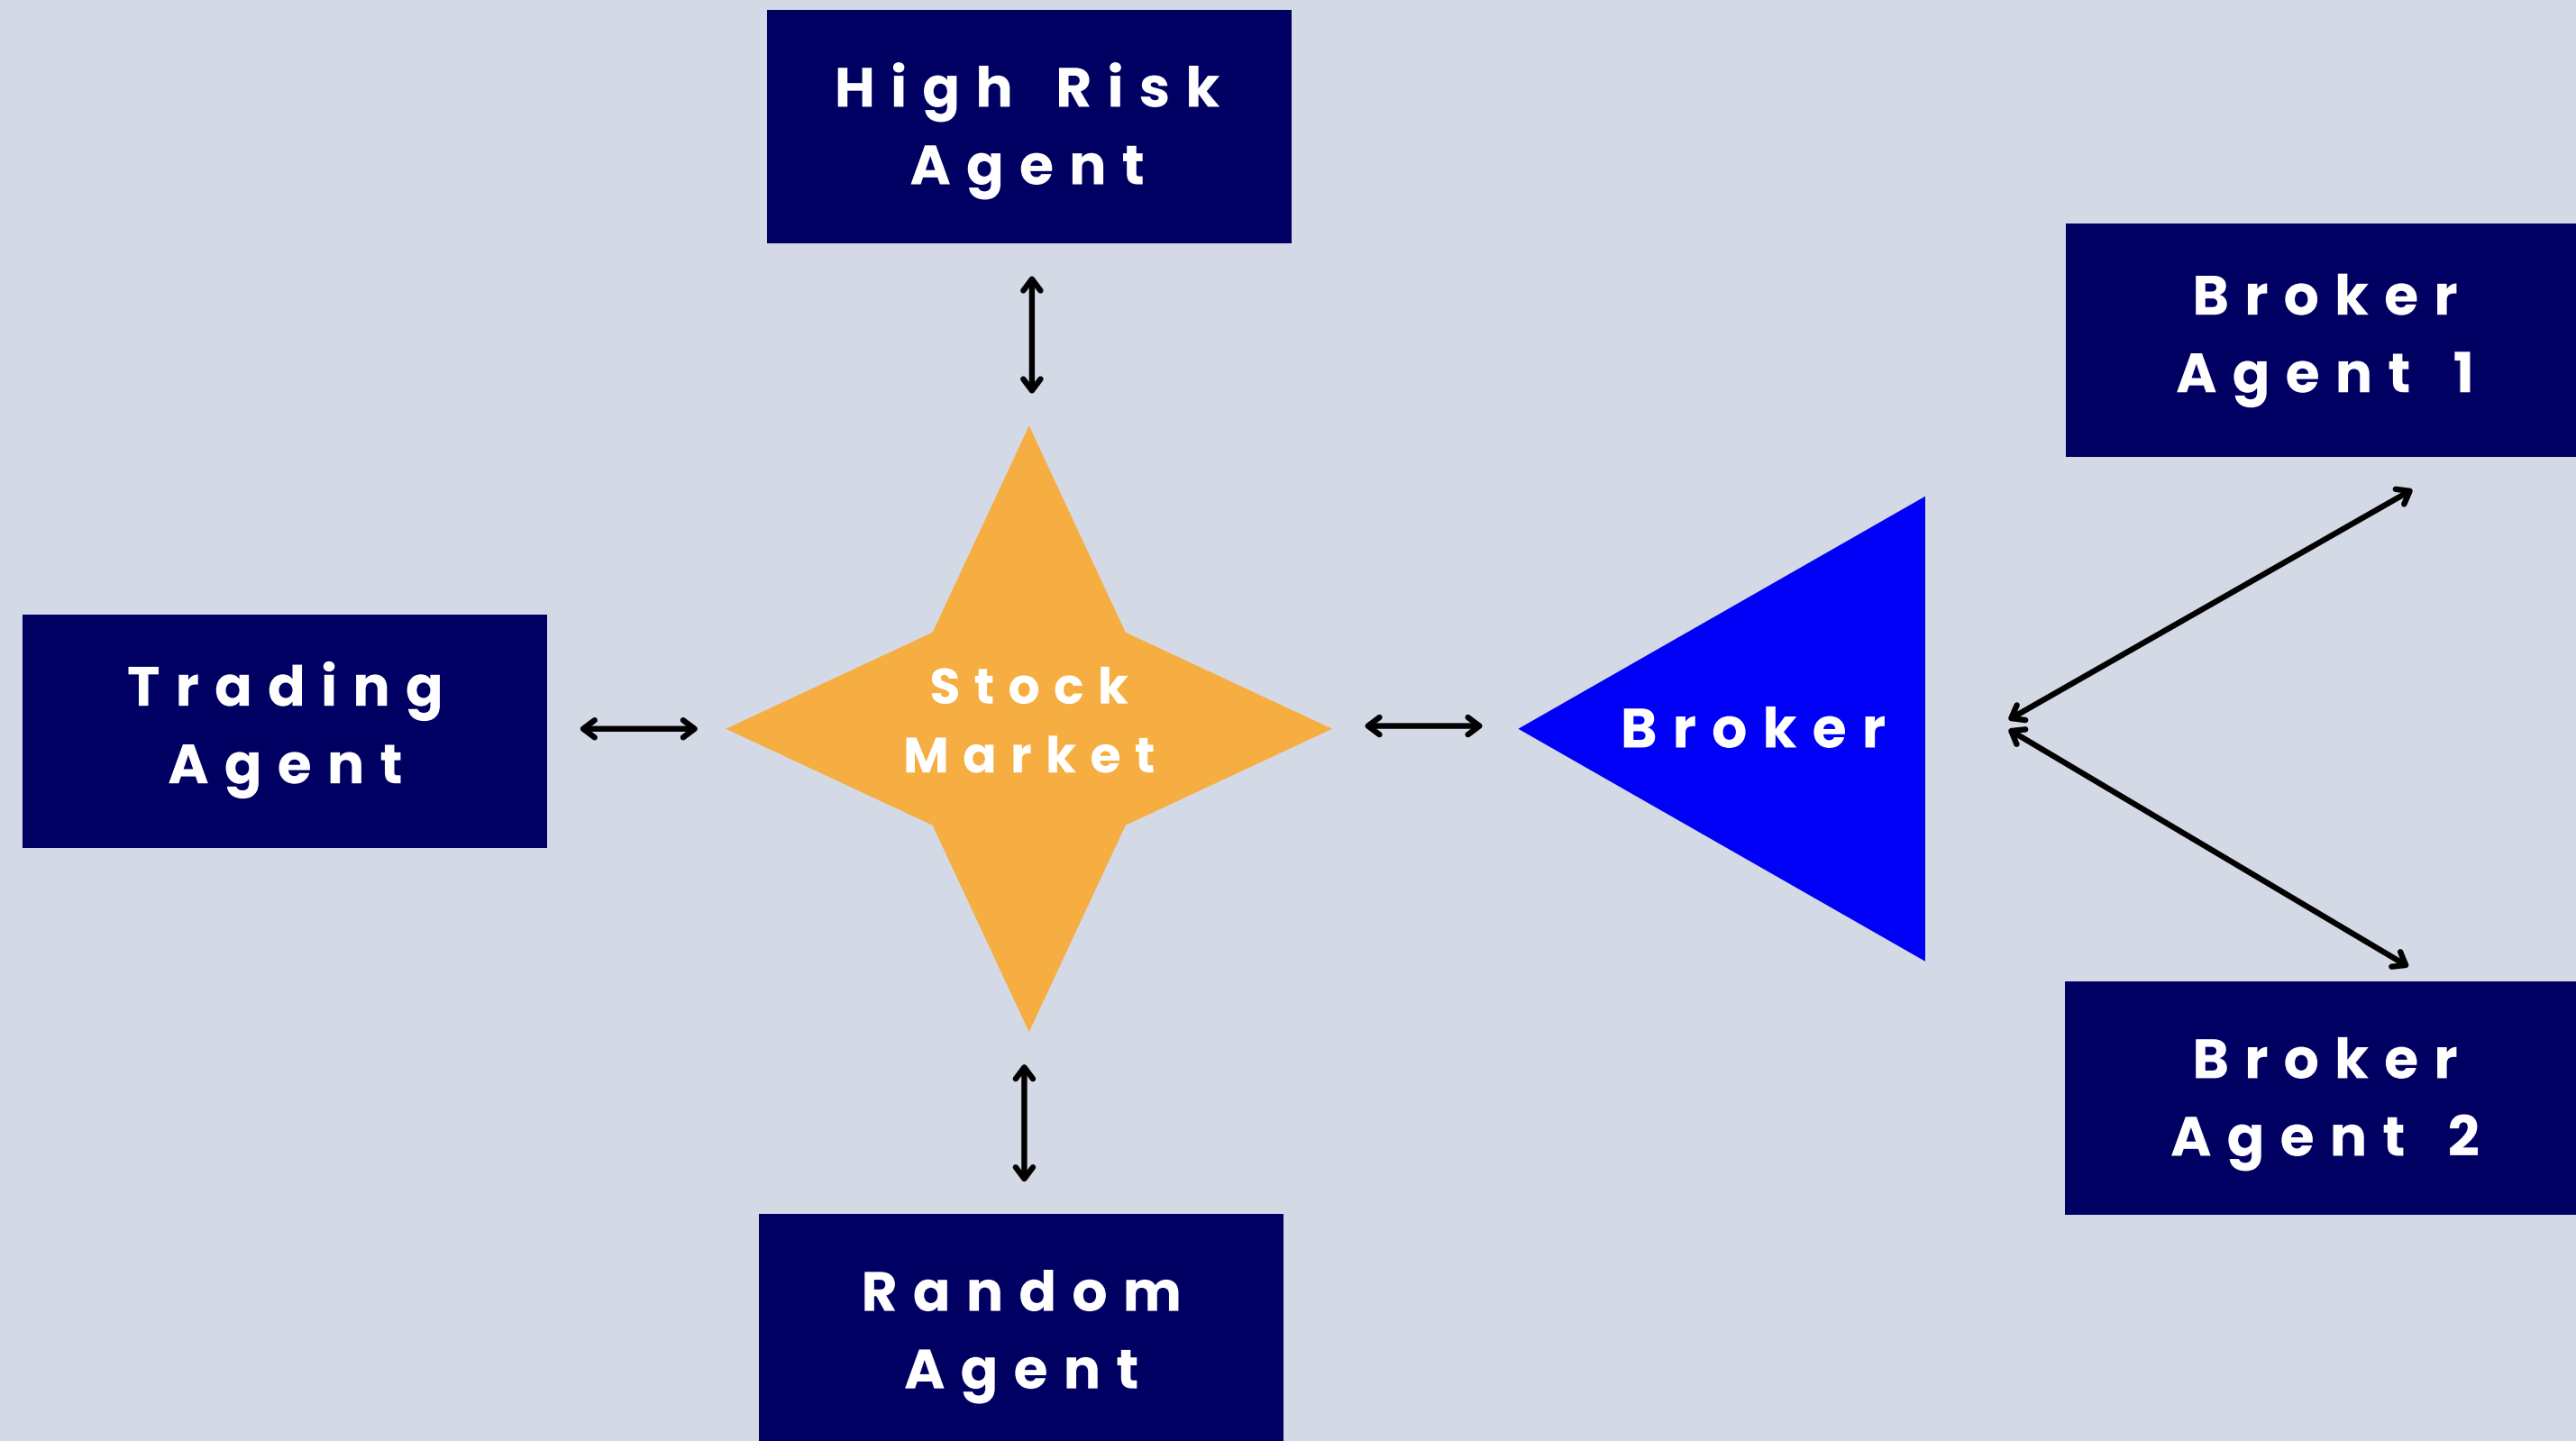 High Risk
Agent
Broker
Agent 1
Trading
Agent
Stock
Market
Broker
Broker
Agent 2
Random
Agent